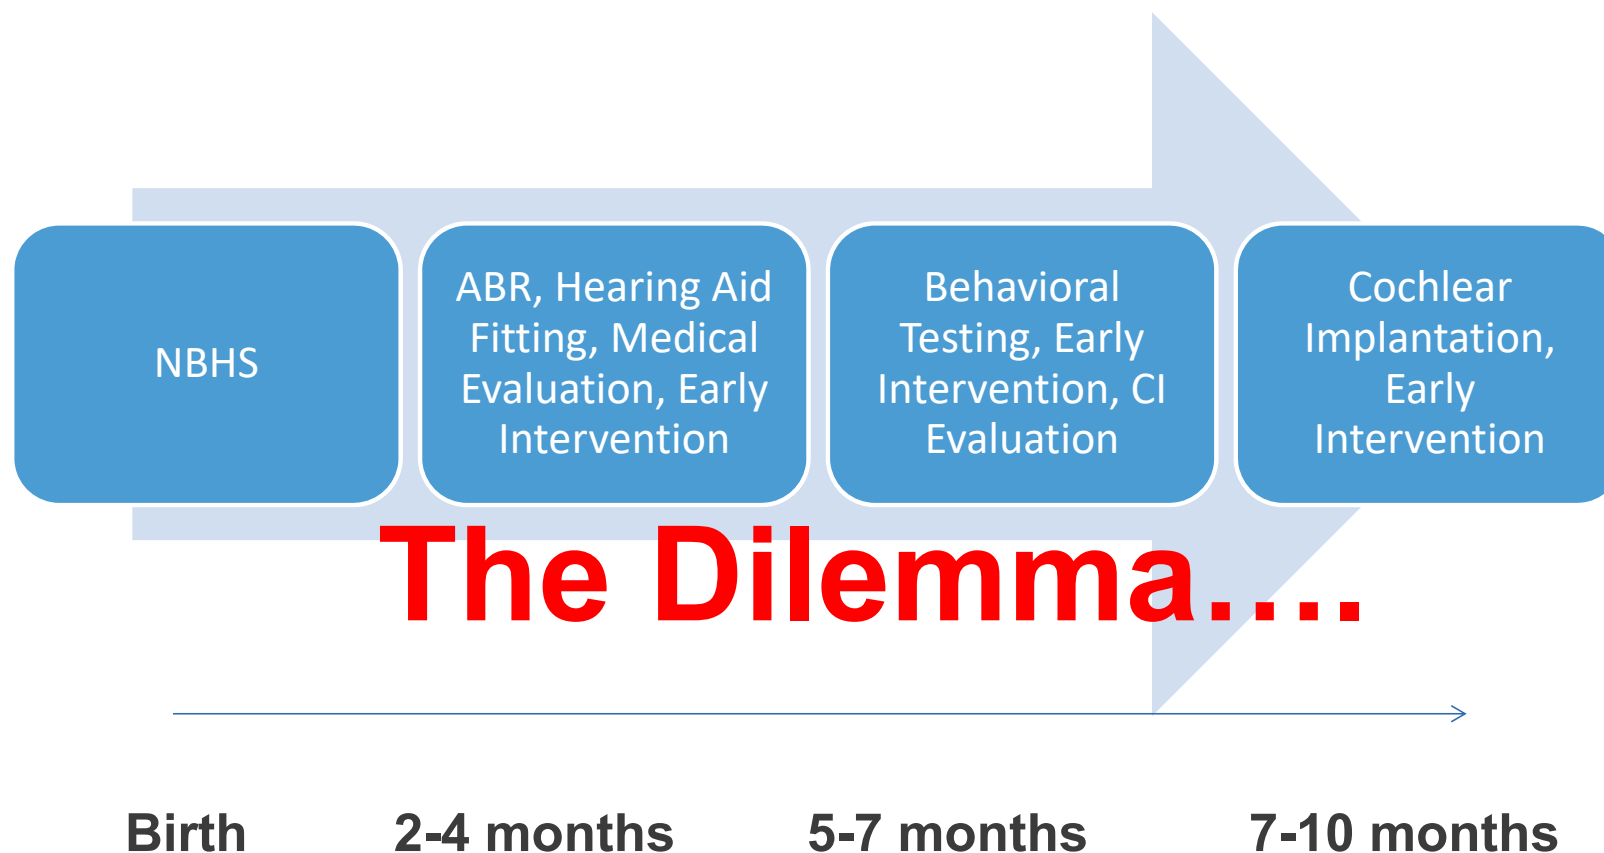 NBHS
ABR, Hearing Aid
Fitting, Medical
Evaluation, Early
Intervention
Behavioral
Testing, Early
Intervention, CI
Evaluation
Cochlear
Implantation,
Early
Intervention
The Dilemma....
Birth
2-4 months
5-7 months
7-10 months